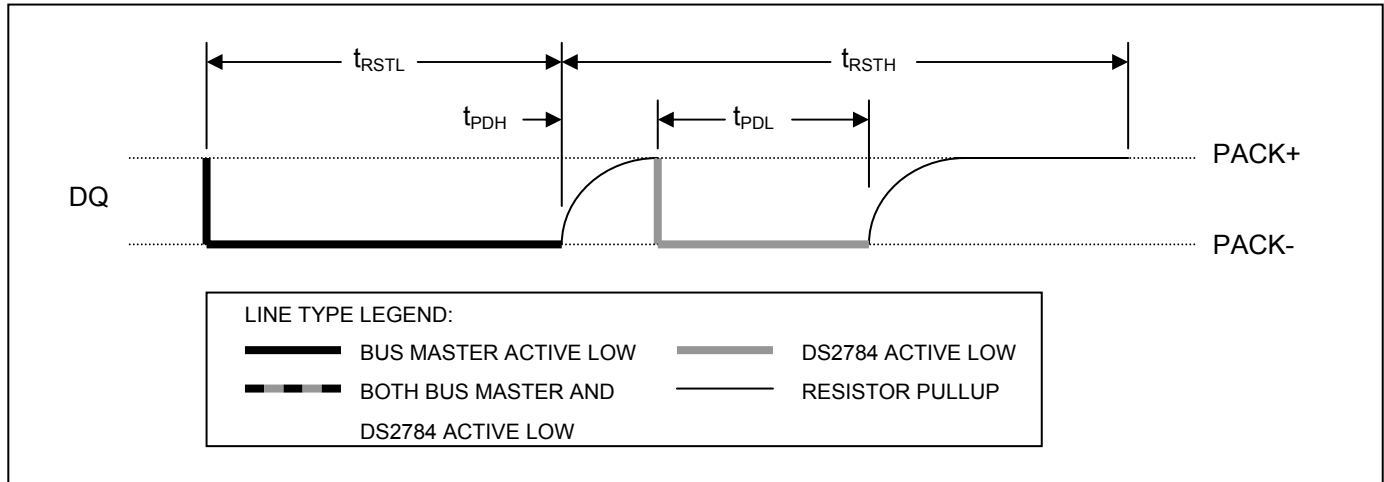 tRSTL
tRSTH
tPDH
tPDL
DQ
PACK+
PACK-
LINE TYPE LEGEND:
BUS MASTER ACTIVE LOW
DS2784 ACTIVE LOW
BOTH BUS MASTER AND
DS2784 ACTIVE LOW
RESISTOR PULLUP